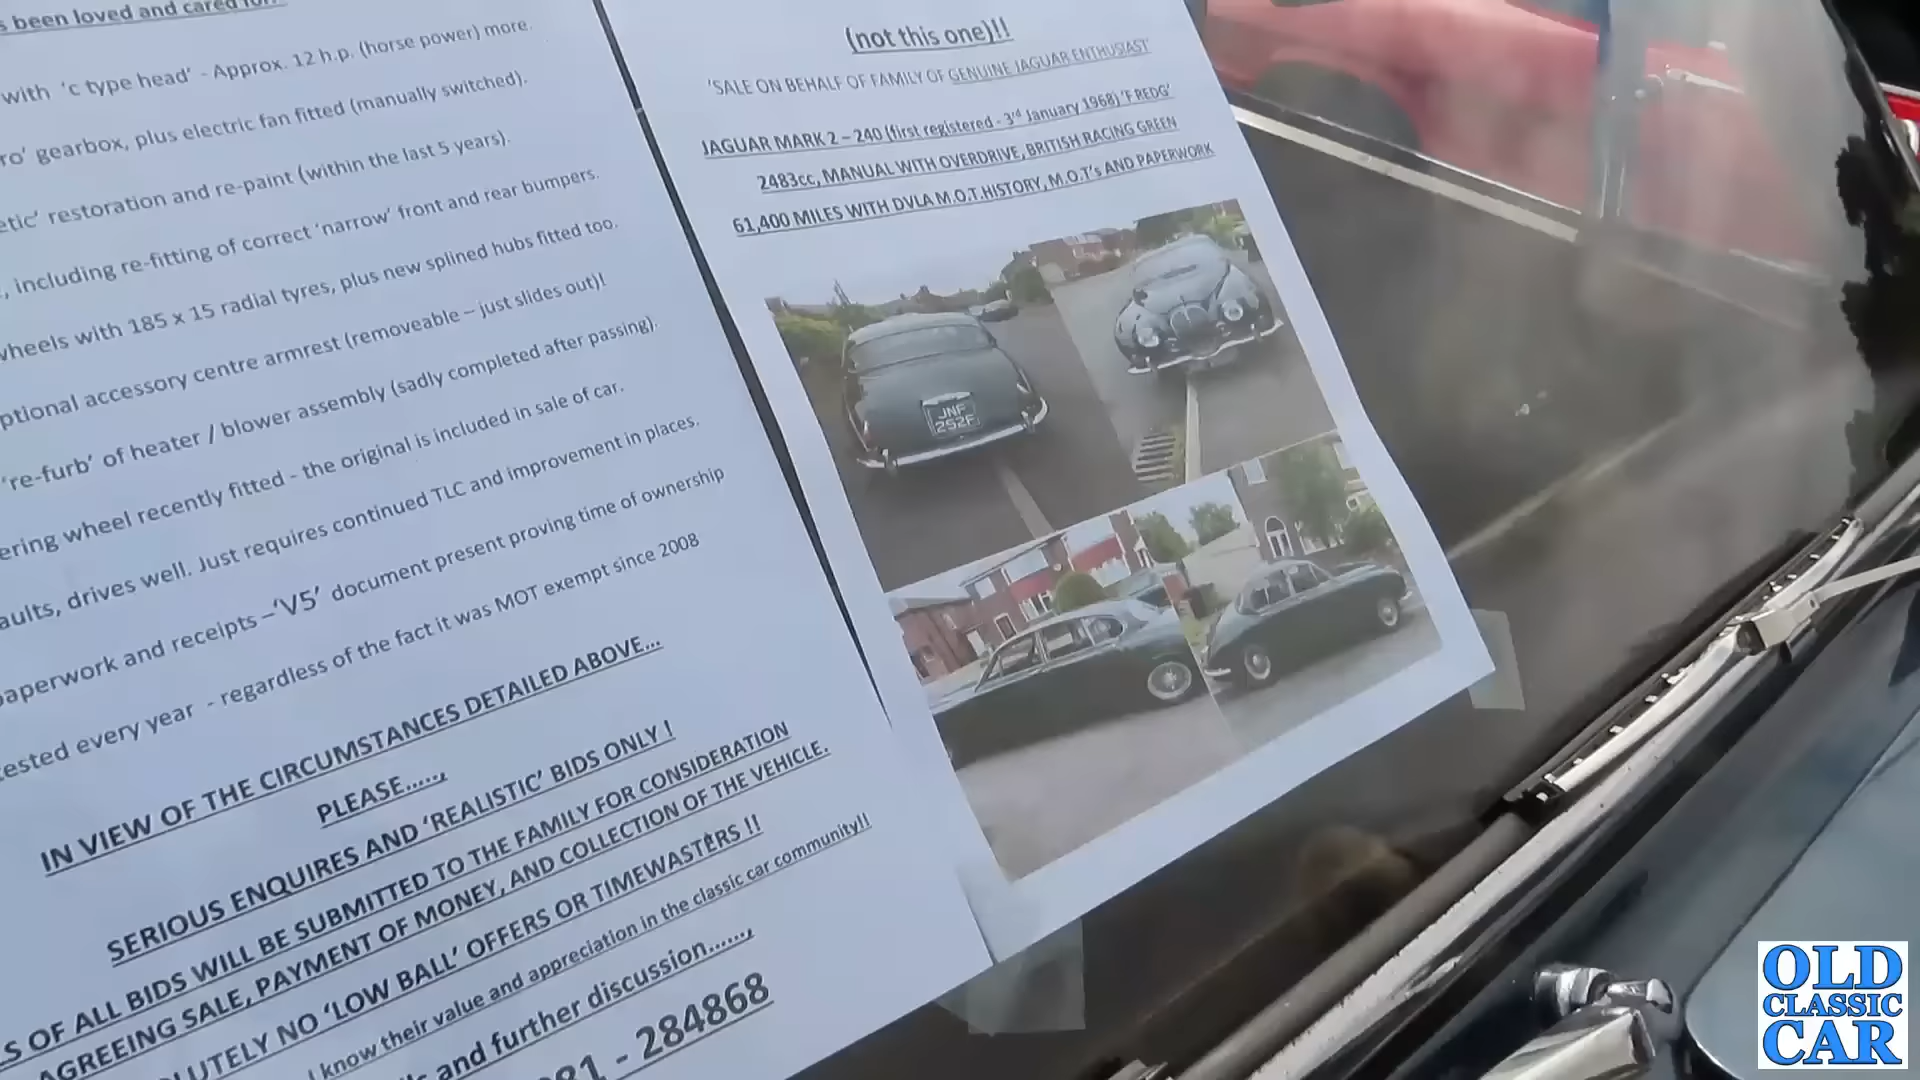 s been loved and cared for.
with 'c type head' - Approx. 12 h.p. (horse power) more.
ro' gearbox, plus electric fan fitted (manually switched).
etic' restoration and re-paint (within the last 5 years).
, including re-fitting of correct 'narrow' front and rear bumpers.
wheels with 185 x 15 radial tyres, plus new splined hubs fitted too.
ptional accessory centre armrest (removeable – just slides out)!
're-furb' of heater / blower assembly (sadly completed after passing).
ering wheel recently fitted - the original is included in sale of car.
aults, drives well. Just requires continued TLC and improvement in places.
paperwork and receipts –'V5' document present proving time of ownership
ested every year - regardless of the fact it was MOT exempt since 2008
IN VIEW OF THE CIRCUMSTANCES DETAILED ABOVE...
PLEASE.....,
SERIOUS ENQUIRES AND 'REALISTIC' BIDS ONLY !
S OF ALL BIDS WILL BE SUBMITTED TO THE FAMILY FOR CONSIDERATION
AGREEING SALE, PAYMENT OF MONEY, AND COLLECTION OF THE VEHICLE.
LUTELY NO 'LOW BALL' OFFERS OR TIMEWASTERS !!
I know their value and appreciation in the classic car community!!
and further discussion......,
81 - 284868
(not this one)!!
'SALE ON BEHALF OF FAMILY OF GENUINE JAGUAR ENTHUSIAST'
JAGUAR MARK 2 – 240 (first registered - 3rd January 1968) 'F REDG'
2483cc, MANUAL WITH OVERDRIVE, BRITISH RACING GREEN
61,400 MILES WITH DVLA M.O.T.HISTORY, M.O.T's AND PAPERWORK
JNF
252F
OLD
CLASSIC
CAR